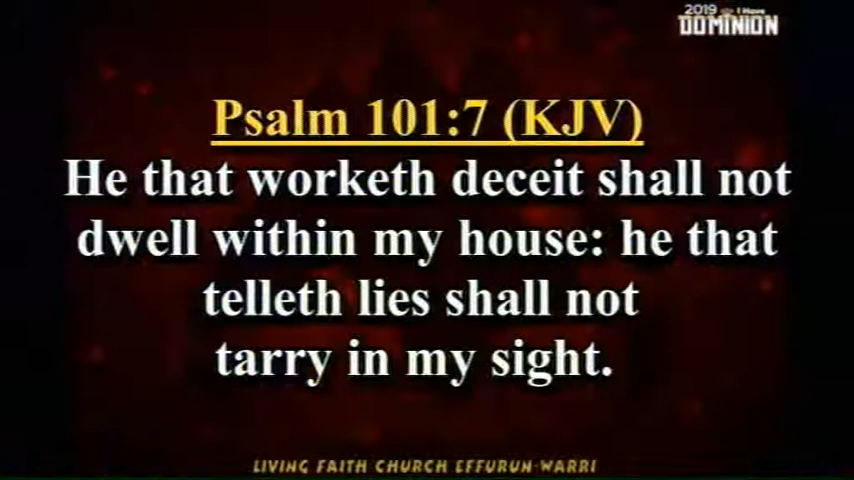 2019 I Have
DOMINION
Psalm 101:7 (KJV)
He that worketh deceit shall not
dwell within my house: he that
telleth lies shall not
tarry in my sight.
LIVING FAITH CHURCH EFFURUN-WARRI